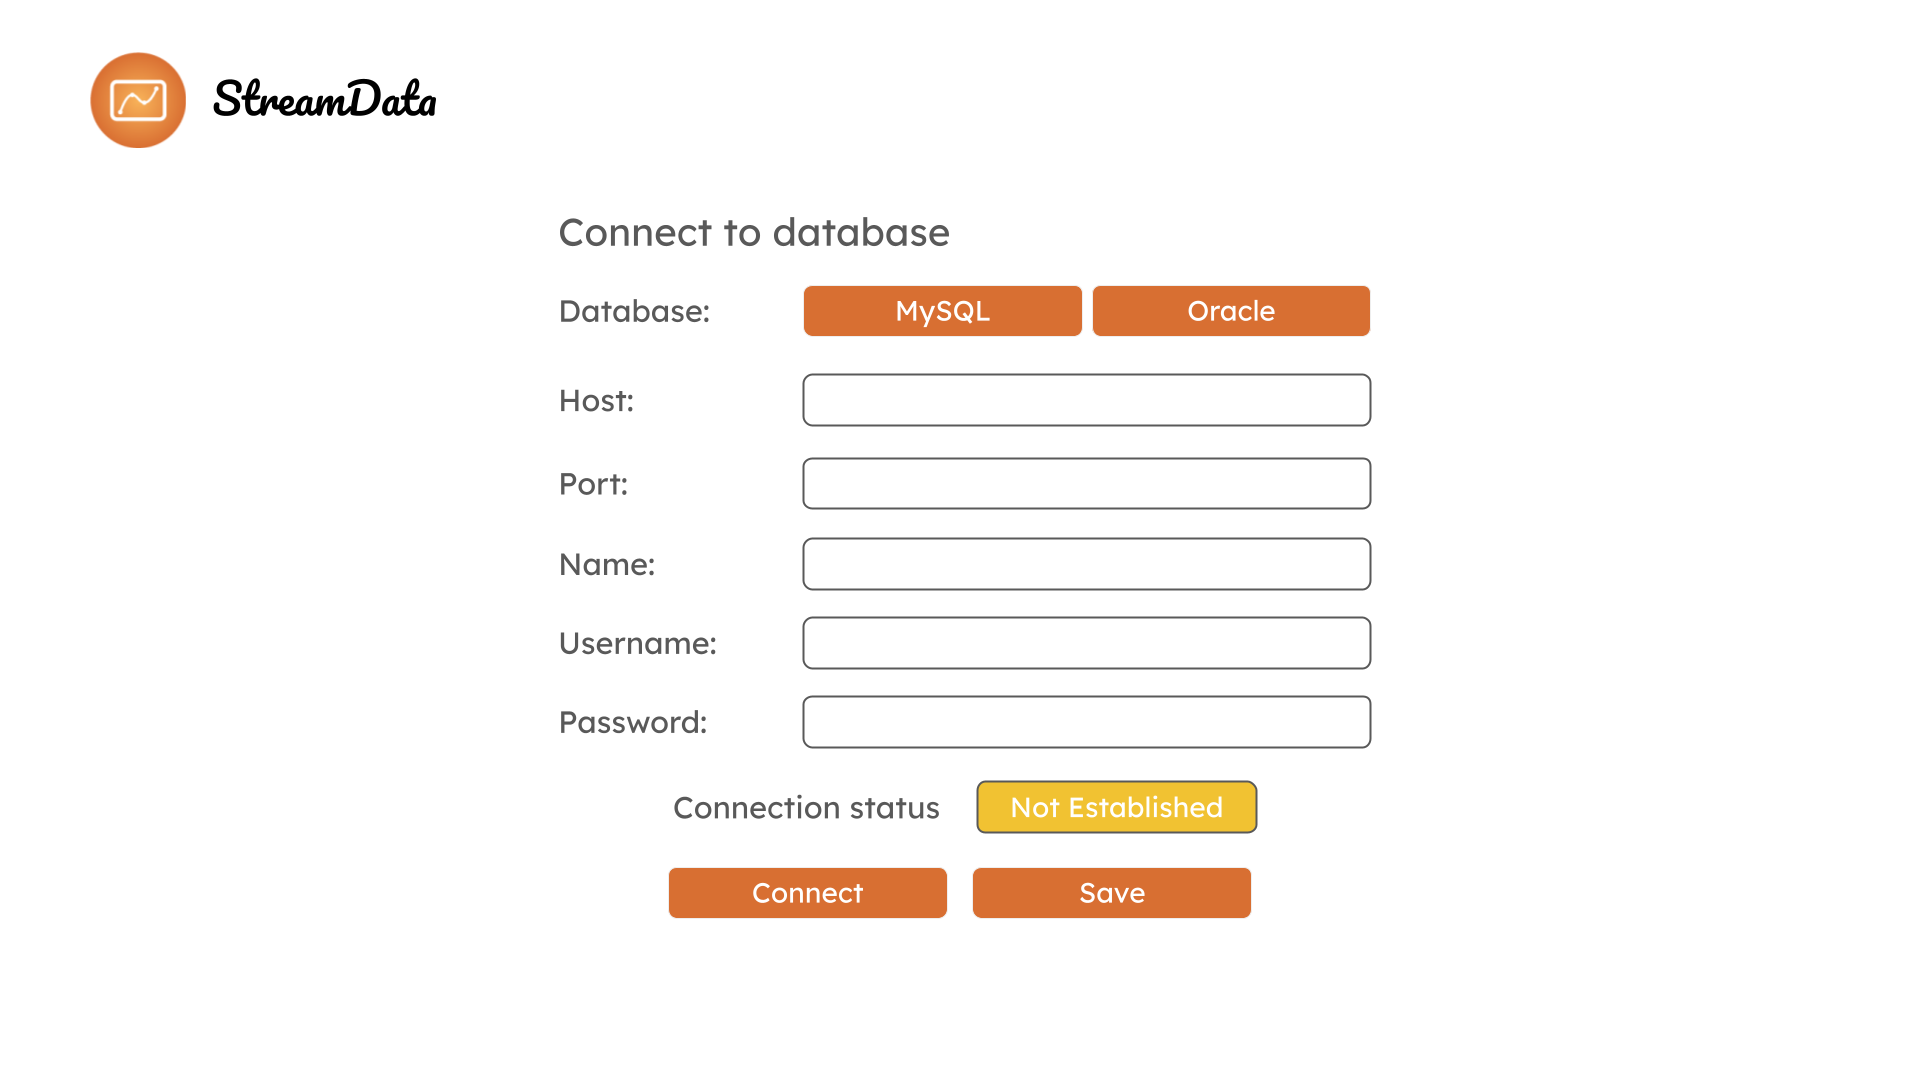 StreamData
Connect to database
Database: MySQL Oracle
Host:
Port:
Name:
Username:
Password:
Connection status Not Established
Connect Save